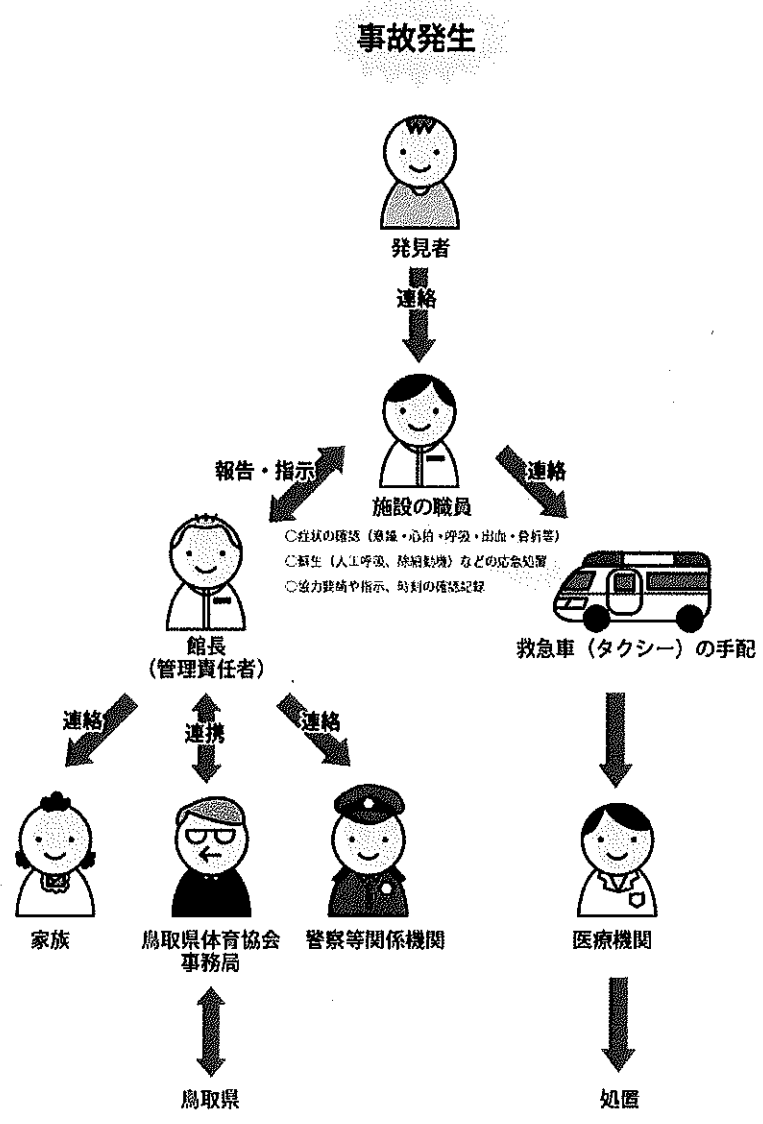 事故発生
発見者
連絡
施設の職員
報告・指示
連絡
○症状の確認（意識・心拍・呼吸・出血・骨折等）
○蘇生（人工呼吸、除細動機）などの応急処置
○協力要請や指示、時刻の確認記録
館長
（管理責任者）
救急車（タクシー）の手配
連絡
連携
連絡
家族
鳥取県体育協会
事務局
警察等関係機関
医療機関
鳥取県
処置